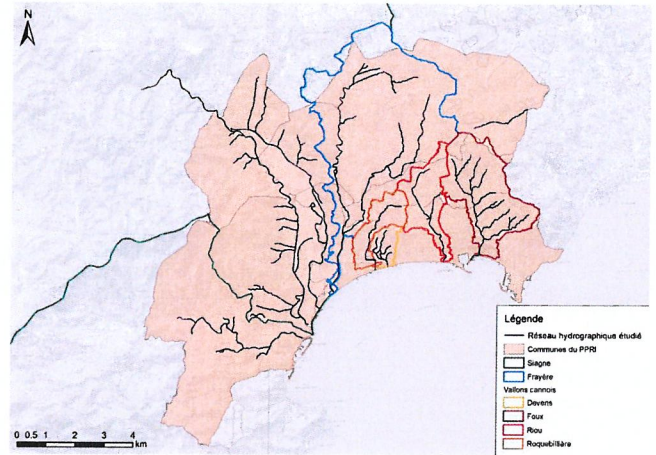 N
Légende
Réseau hydrographique étudié
Communes du PPRI
Siagne
Frayère
Vallons cannois
Devens
Foux
Riou
Roquebillière
0 0.5 1 2 3 4
km